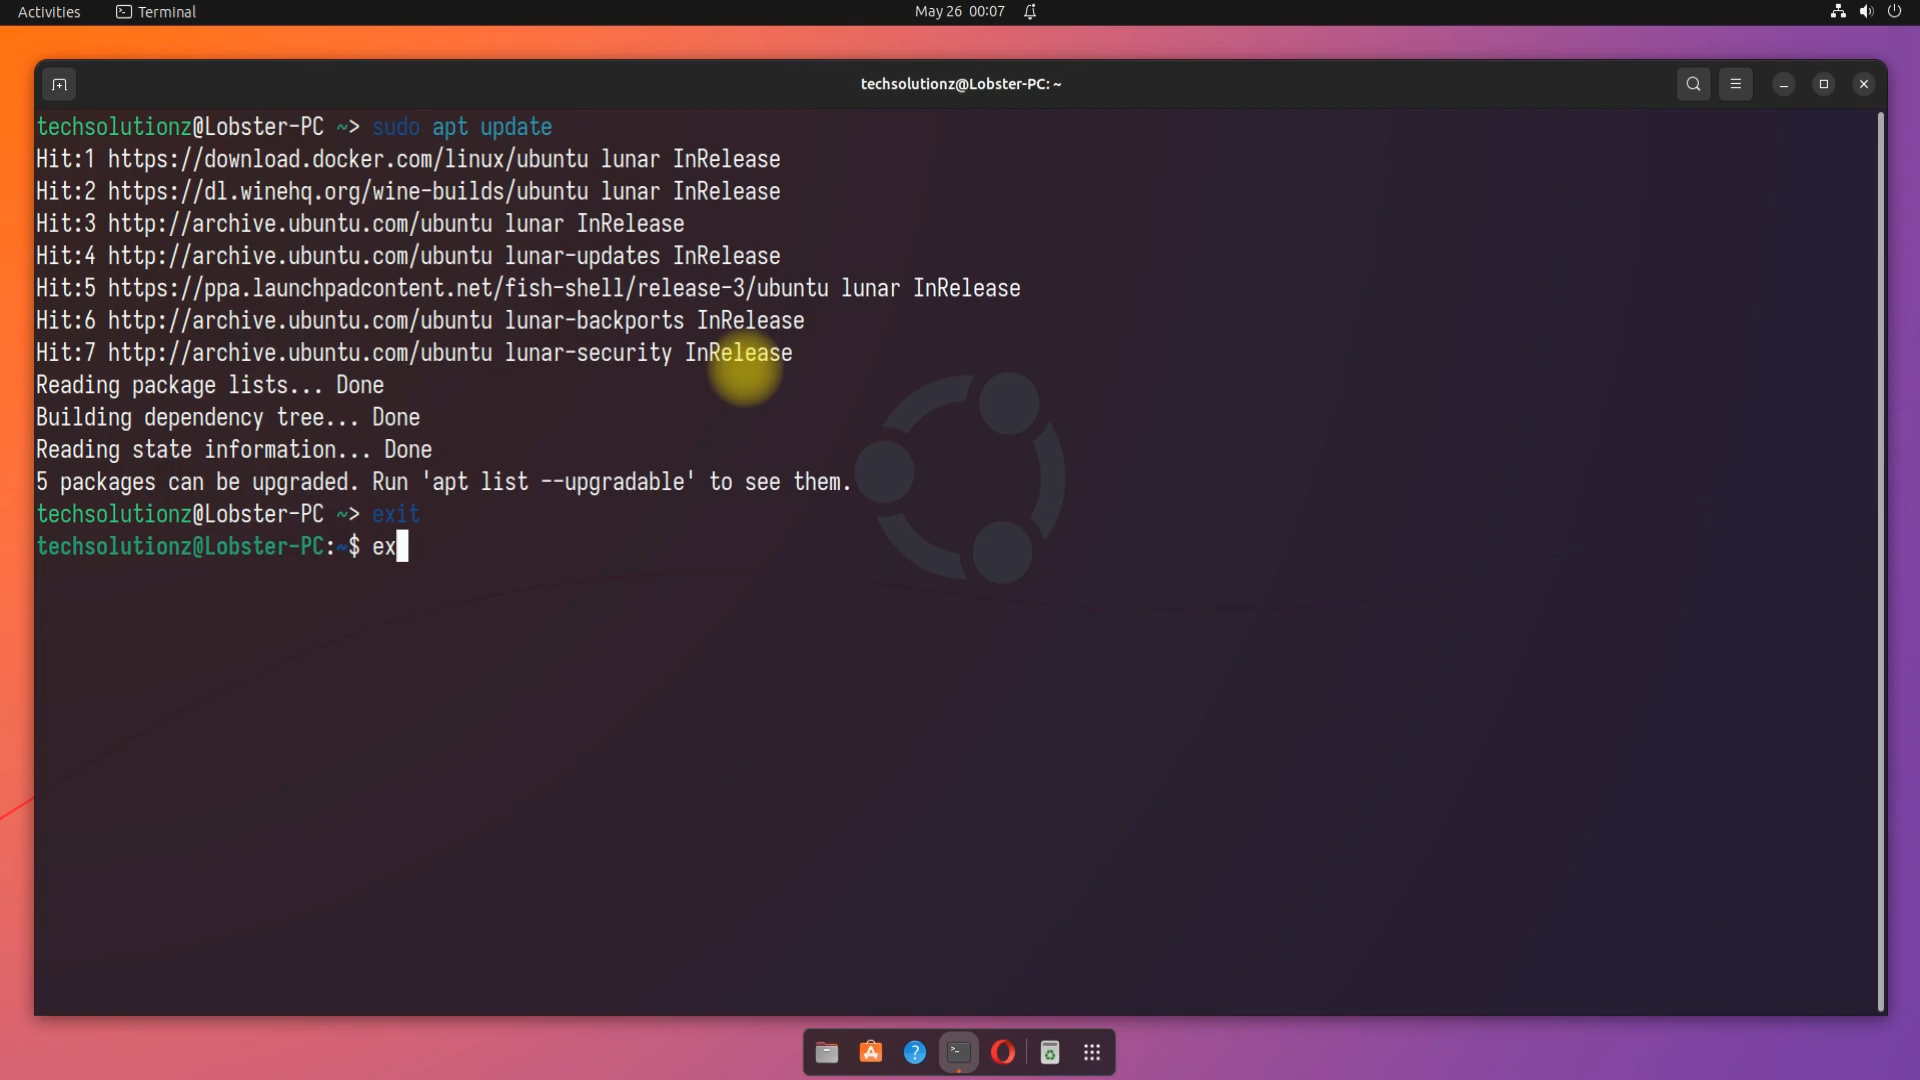 Activities Terminal May 26 00:07
techsolutionz@Lobster-PC: ~
techsolutionz@Lobster-PC ~> sudo apt update
Hit:1 https://download.docker.com/linux/ubuntu lunar InRelease
Hit:2 https://dl.winehq.org/wine-builds/ubuntu lunar InRelease
Hit:3 http://archive.ubuntu.com/ubuntu lunar InRelease
Hit:4 http://archive.ubuntu.com/ubuntu lunar-updates InRelease
Hit:5 https://ppa.launchpadcontent.net/fish-shell/release-3/ubuntu lunar InRelease
Hit:6 http://archive.ubuntu.com/ubuntu lunar-backports InRelease
Hit:7 http://archive.ubuntu.com/ubuntu lunar-security InRelease
Reading package lists... Done
Building dependency tree... Done
Reading state information... Done
5 packages can be upgraded. Run 'apt list --upgradable' to see them.
techsolutionz@Lobster-PC ~> exit
techsolutionz@Lobster-PC:~$ ex